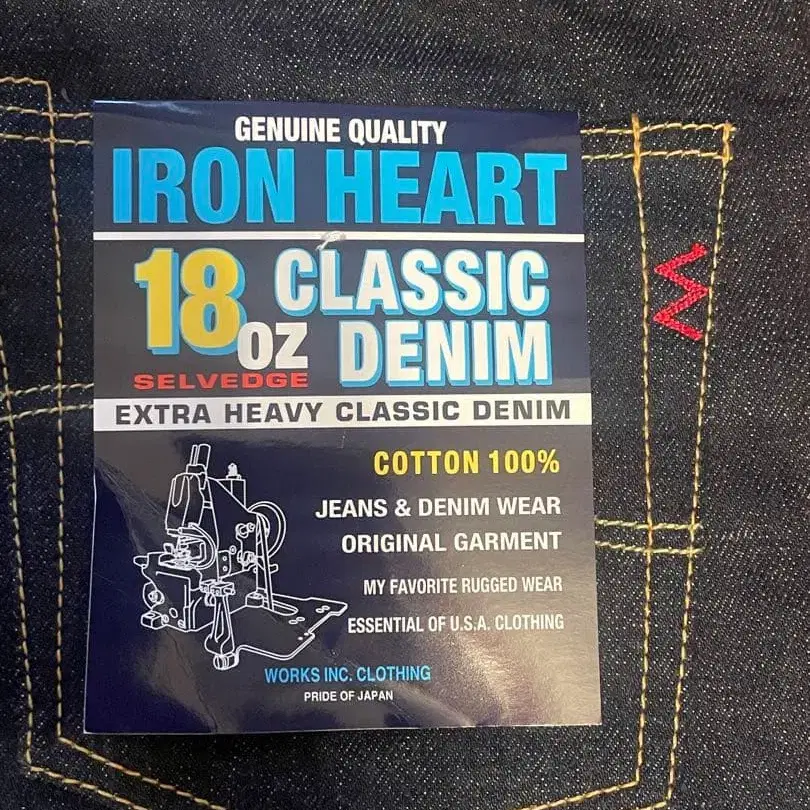 GENUINE QUALITY
IRON HEART
18 OZ CLASSIC DENIM
SELVEDGE
EXTRA HEAVY CLASSIC DENIM
COTTON 100%
JEANS & DENIM WEAR
ORIGINAL GARMENT
MY FAVORITE RUGGED WEAR
ESSENTIAL OF U.S.A. CLOTHING
WORKS INC. CLOTHING
PRIDE OF JAPAN